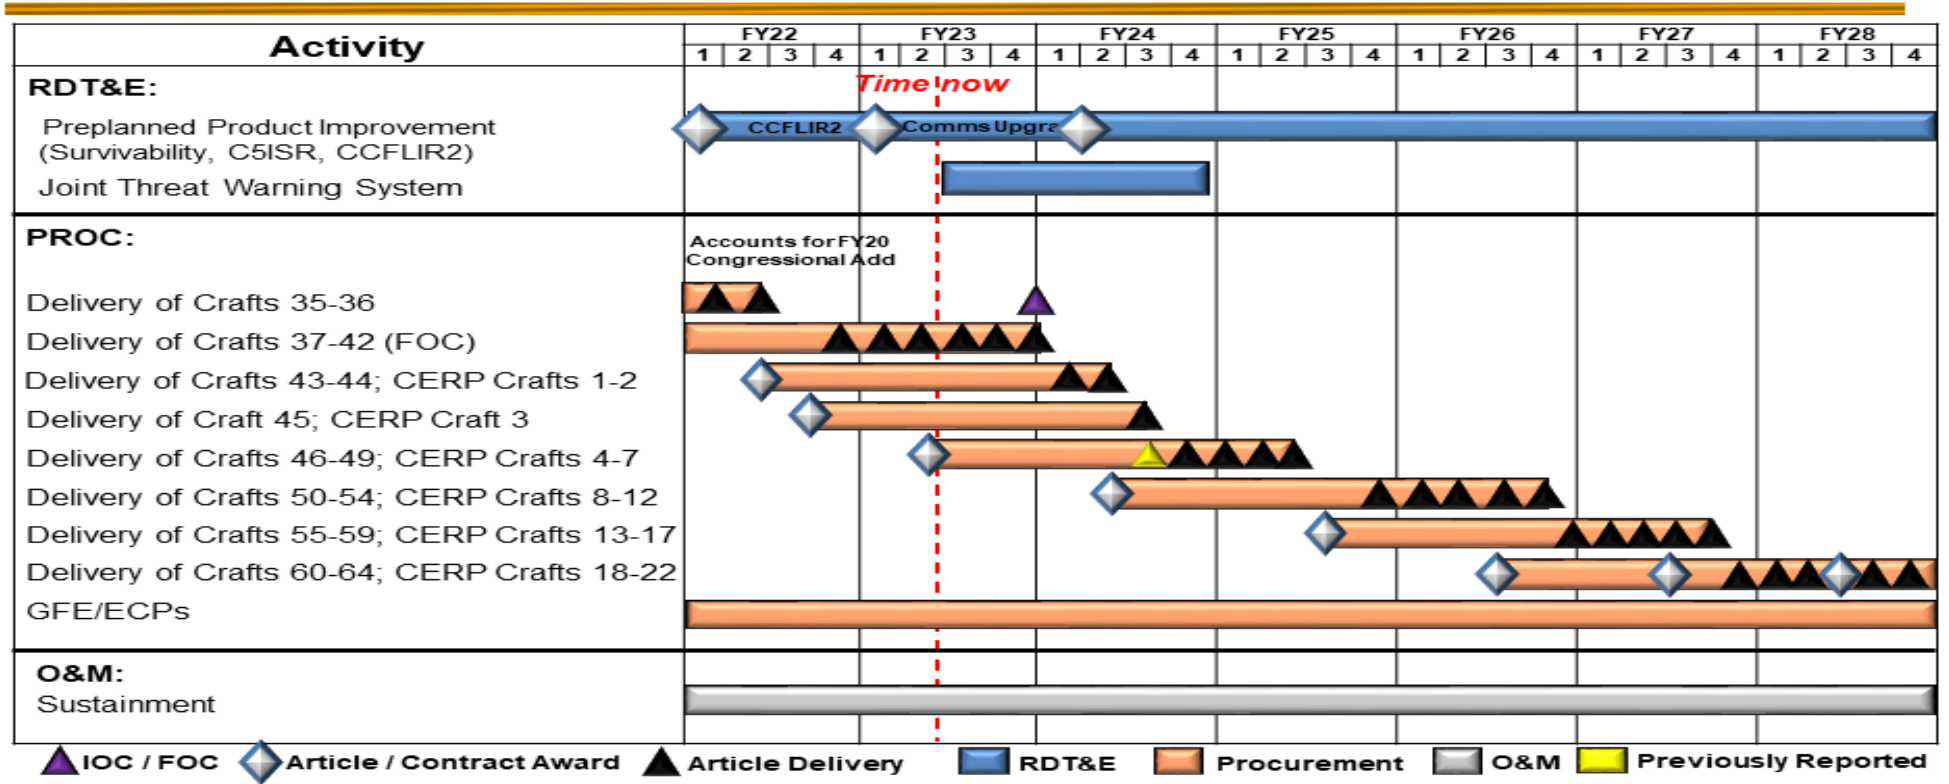 Activity
FY22 FY23 FY24 FY25 FY26 FY27 FY28
1 2 3 4 1 2 3 4 1 2 3 4 1 2 3 4 1 2 3 4 1 2 3 4 1 2 3 4
RDT&E:
Time now
Preplanned Product Improvement
(Survivability, C5ISR, CCFLIR2)
CCFLIR2
Comms Upgra
Joint Threat Warning System
PROC:
Accounts for FY20
Congressional Add
Delivery of Crafts 35-36
Delivery of Crafts 37-42 (FOC)
Delivery of Crafts 43-44; CERP Crafts 1-2
Delivery of Craft 45; CERP Craft 3
Delivery of Crafts 46-49; CERP Crafts 4-7
Delivery of Crafts 50-54; CERP Crafts 8-12
Delivery of Crafts 55-59; CERP Crafts 13-17
Delivery of Crafts 60-64; CERP Crafts 18-22
GFE/ECPs
O&M:
Sustainment
IOC / FOC Article / Contract Award Article Delivery RDT&E Procurement O&M Previously Reported